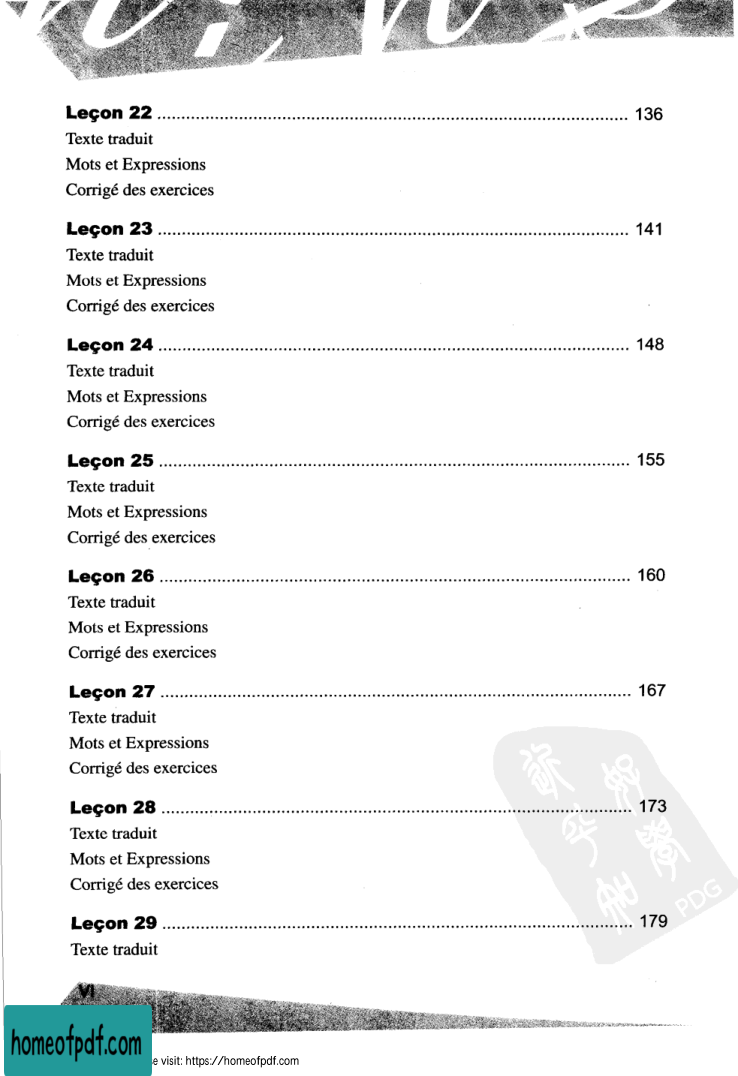 Leçon 22 ........................................ 136
Texte traduit
Mots et Expressions
Corrigé des exercices
Leçon 23 ........................................ 141
Texte traduit
Mots et Expressions
Corrigé des exercices
Leçon 24 ........................................ 148
Texte traduit
Mots et Expressions
Corrigé des exercices
Leçon 25 ........................................ 155
Texte traduit
Mots et Expressions
Corrigé des exercices
Leçon 26 ........................................ 160
Texte traduit
Mots et Expressions
Corrigé des exercices
Leçon 27 ........................................ 167
Texte traduit
Mots et Expressions
Corrigé des exercices
Leçon 28 ........................................ 173
Texte traduit
Mots et Expressions
Corrigé des exercices
PDG
Leçon 29 ........................................ 179
Texte traduit
VI
homeofpdf.com
visit: https://homeofpdf.com